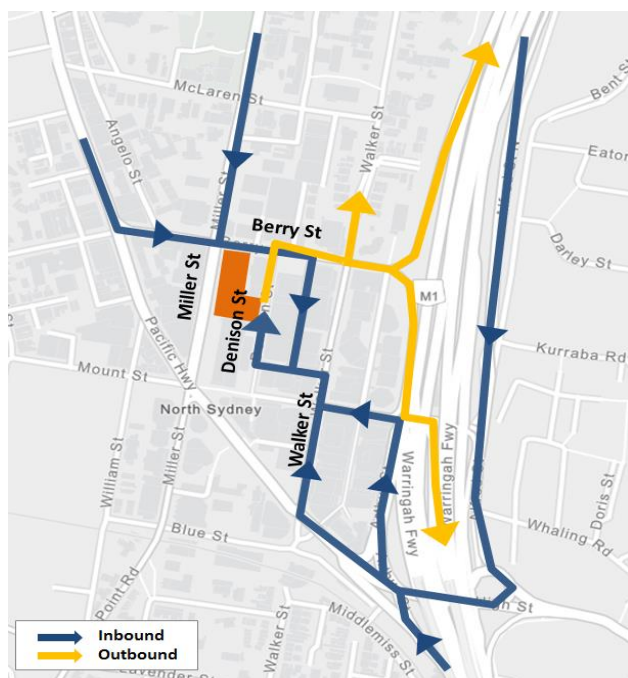 McLaren St
Angelo St
Miller St
Walker St
Bent St
Eaton
Darley St
Berry St
Miller St
Denison St
M1
Pacific Hwy
Kurraba Rd
Mount St
North Sydney
Walker St
William St
Miller St
Warringah Fwy
Warringah Fwy
Doris St
Whaling Rd
Blue St
Point Rd
Walker St
High St
Middlemiss St
Inbound
Outbound